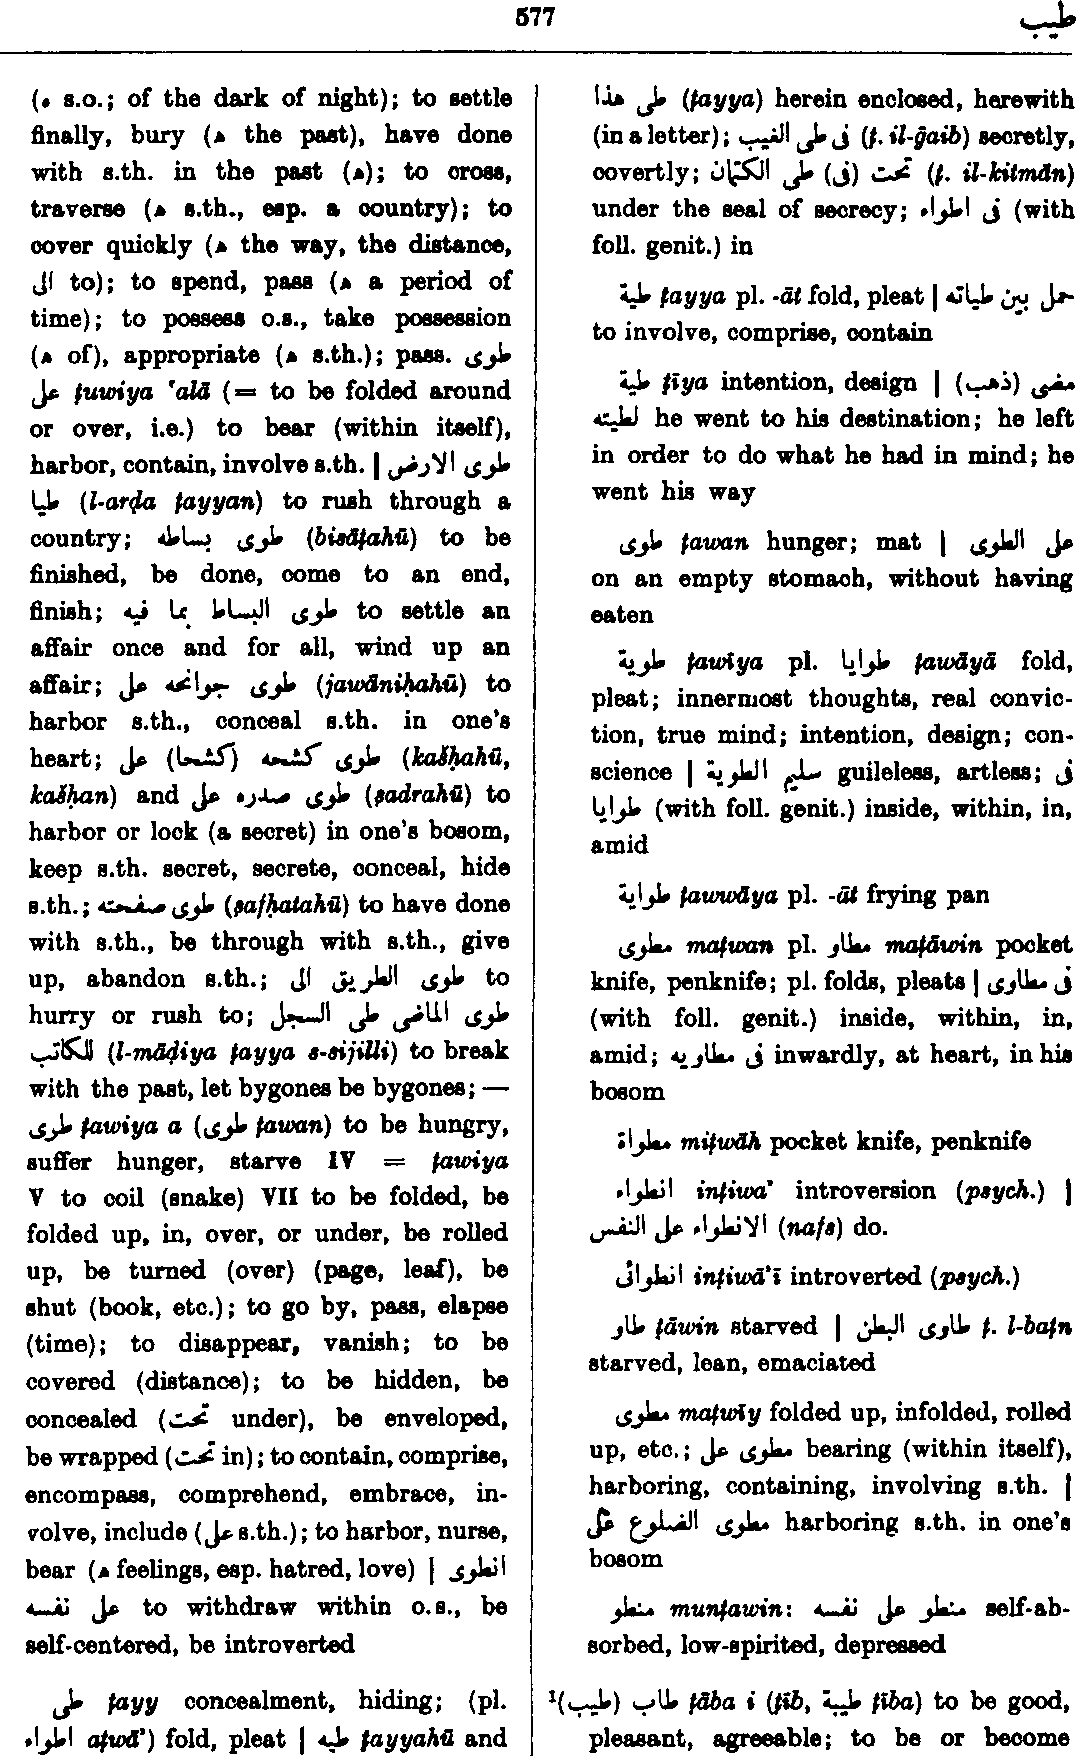 577
طيب
(ه s.o.; of the dark of night); to settle
finally, bury (ه the past), have done
with s.th. in the past (ه); to cross,
traverse (ه s.th., esp. a country); to
cover quickly (ه the way, the distance,
الى to); to spend, pass (ه a period of
time); to possess o.s., take possession
(ه of), appropriate (ه s.th.); pass. طوى
على ṭuwiya ʿalā (= to be folded around
or over, i.e.) to bear (within itself),
harbor, contain, involve s.th. | طوى الارض
طيا (l-arḍa ṭayyan) to rush through a
country; طوى بساطه (bisāṭahū) to be
finished, be done, come to an end,
finish; طوى البساط بما فيه to settle an
affair once and for all, wind up an
affair; طوى جوانحه على (jawāniḥahū) to
harbor s.th., conceal s.th. in one's
heart; طوى كشحه (كشحا) على (kašḥahū,
kašḥan) and طوى صدره على (ṣadrahū) to
harbor or lock (a secret) in one's bosom,
keep s.th. secret, secrete, conceal, hide
s.th.; طوى صفحته (ṣafḥatahū) to have done
with s.th., be through with s.th., give
up, abandon s.th.; طوى الطريق الى to
hurry or rush to; طوى الماضى طى السجل
للكاتب (l-māḍiya ṭayya s-sijilli) to break
with the past, let bygones be bygones; —
طوى ṭawiya a (طوى ṭawan) to be hungry,
suffer hunger, starve IV = ṭawiya
V to coil (snake) VII to be folded, be
folded up, in, over, or under, be rolled
up, be turned (over) (page, leaf), be
shut (book, etc.); to go by, pass, elapse
(time); to disappear, vanish; to be
covered (distance); to be hidden, be
concealed (تحت under), be enveloped,
be wrapped (تحت in); to contain, comprise,
encompass, comprehend, embrace, in-
volve, include (على s.th.); to harbor, nurse,
bear (ه feelings, esp. hatred, love) | انطوى
على نفسه to withdraw within o.s., be
self-centered, be introverted
طى ṭayy concealment, hiding; (pl.
اطواء aṭwāʾ) fold, pleat | طيه ṭayyahū and
طى هذا (ṭayya) herein enclosed, herewith
(in a letter); فى طى الغيب (ṭ. il-ḡaib) secretly,
covertly; تحت (فى) طى الكتمان (ṭ. il-kitmān)
under the seal of secrecy; فى اطواء (with
foll. genit.) in
طية ṭayya pl. -āt fold, pleat | حمل بين طياته
to involve, comprise, contain
طية ṭīya intention, design | مضى (ذهب)
لطيته he went to his destination; he left
in order to do what he had in mind; he
went his way
طوى ṭawan hunger; mat | على الطوى
on an empty stomach, without having
eaten
طوية ṭawīya pl. طوايا ṭawāyā fold,
pleat; innermost thoughts, real convic-
tion, true mind; intention, design; con-
science | سليم الطوية guileless, artless; فى
طوايا (with foll. genit.) inside, within, in,
amid
طواية ṭawwāya pl. -āt frying pan
مطوى maṭwan pl. مطاو maṭāwin pocket
knife, penknife; pl. folds, pleats | فى مطاوى
(with foll. genit.) inside, within, in,
amid; فى مطاويه inwardly, at heart, in his
bosom
مطواة miṭwāh pocket knife, penknife
انطواء inṭiwaʾ introversion (psych.) |
الانطواء على النفس (nafs) do.
انطوائى inṭiwāʾī introverted (psych.)
طاو ṭāwin starved | طاوى البطن ṭ. l-baṭn
starved, lean, emaciated
مطوى maṭwīy folded up, infolded, rolled
up, etc.; مطوى على bearing (within itself),
harboring, containing, involving s.th. |
مطوى الضلوع على harboring s.th. in one's
bosom
منطو munṭawin: منطو على نفسه self-ab-
sorbed, low-spirited, depressed
¹(طيب) طاب ṭāba i (ṭīb, طيبة ṭība) to be good,
pleasant, agreeable; to be or become